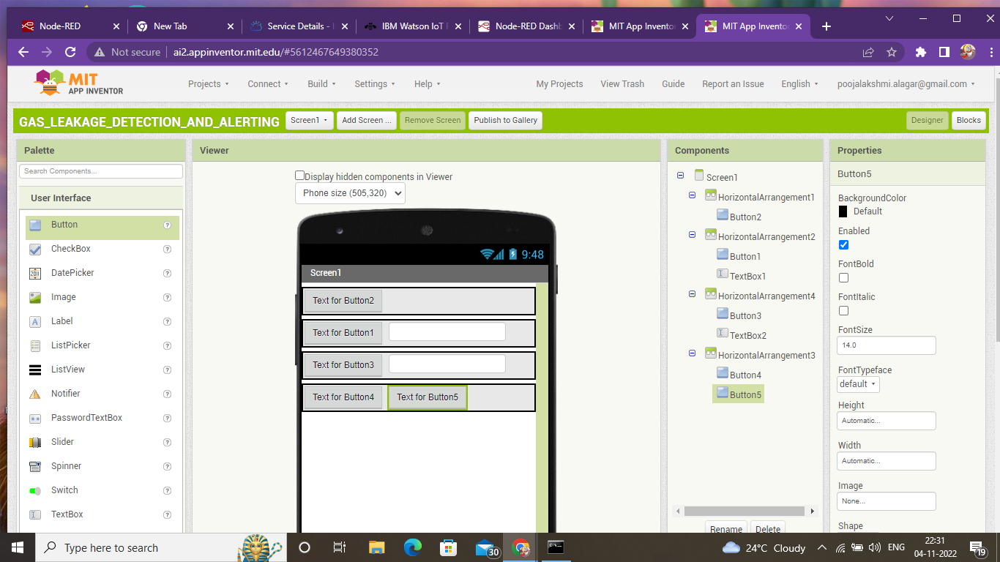 Node-RED
New Tab
Service Details - I
IBM Watson IoT P
Node-RED Dashb
MIT App Invento
MIT App Invento
Not secure
ai2.appinventor.mit.edu/#5612467649380352
MIT
APP INVENTOR
Projects
Connect
Build
Settings
Help
My Projects
View Trash
Guide
Report an Issue
English
poojalakshmi.alagar@gmail.com
GAS_LEAKAGE_DETECTION_AND_ALERTING
Screen1
Add Screen ...
Remove Screen
Publish to Gallery
Designer
Blocks
Palette
Search Components...
User Interface
Button
?
CheckBox
?
DatePicker
?
Image
?
Label
?
ListPicker
?
ListView
?
Notifier
?
PasswordTextBox
?
Slider
?
Spinner
?
Switch
?
TextBox
?
Viewer
Display hidden components in Viewer
Phone size (505,320)
9:48
Screen1
Text for Button2
Text for Button1
Text for Button3
Text for Button4
Text for Button5
Components
Screen1
HorizontalArrangement1
Button2
HorizontalArrangement2
Button1
TextBox1
HorizontalArrangement4
Button3
TextBox2
HorizontalArrangement3
Button4
Button5
Rename
Delete
Properties
Button5
BackgroundColor
Default
Enabled
FontBold
FontItalic
FontSize
14.0
FontTypeface
default
Height
Automatic...
Width
Automatic...
Image
None...
Shape
Type here to search
30
24°C Cloudy
ENG
22:31
04-11-2022
19